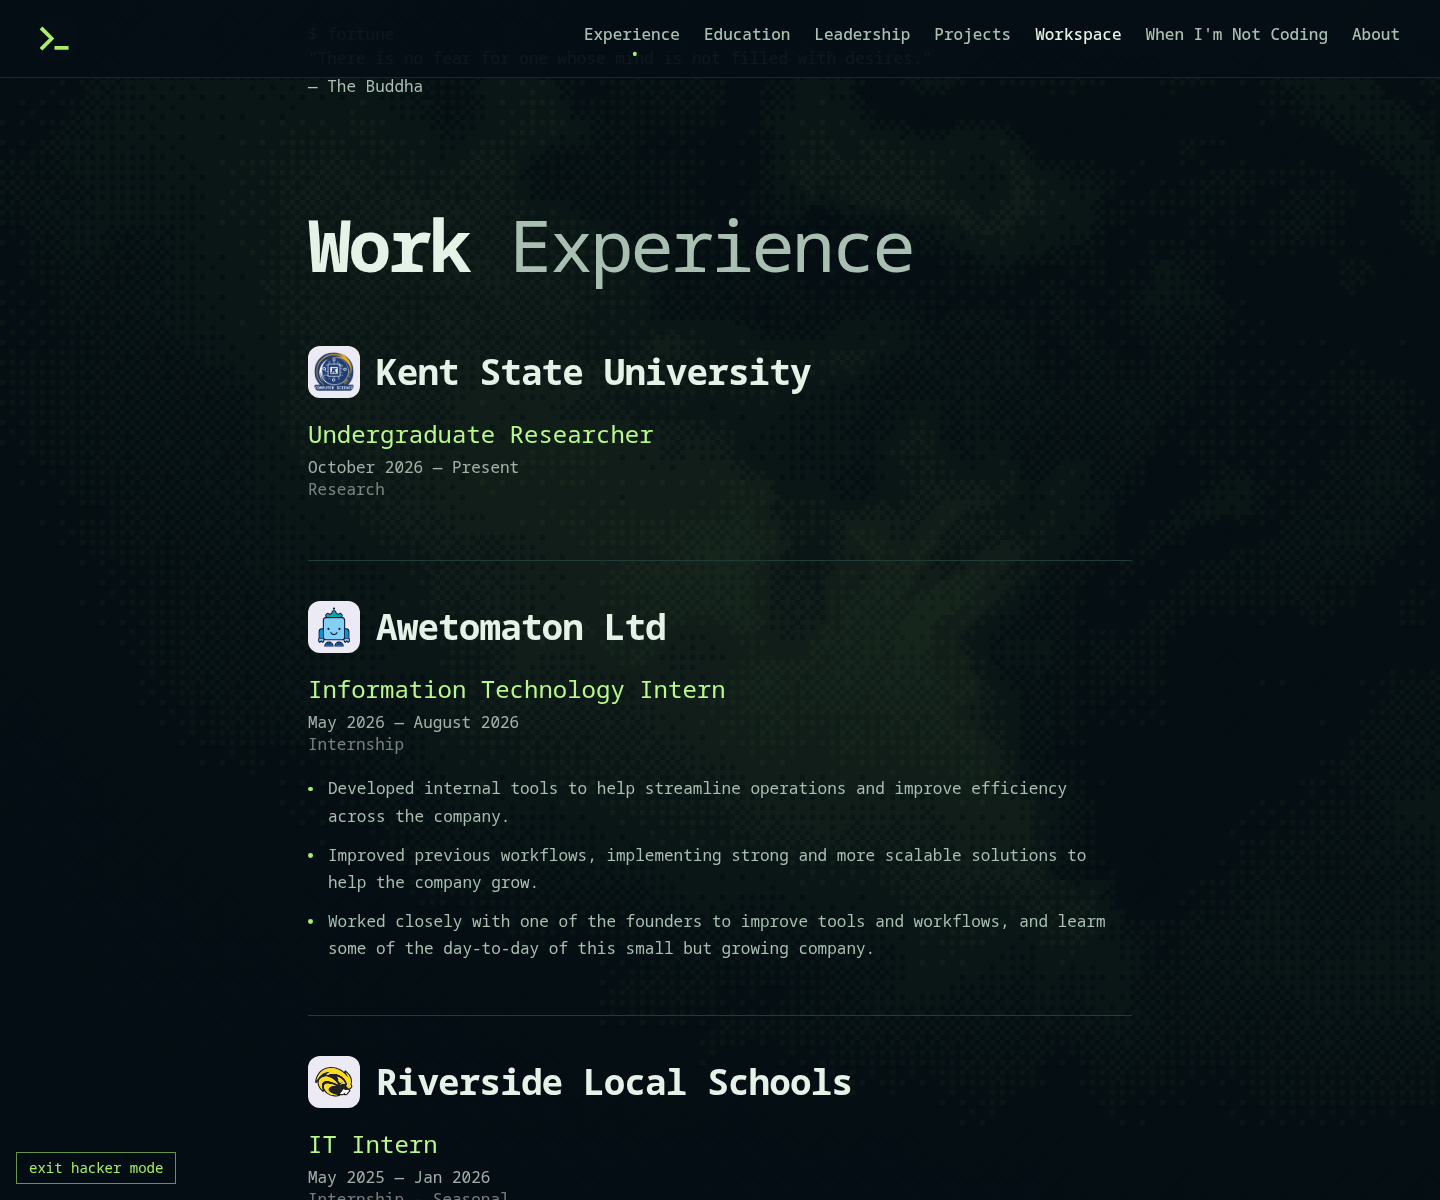 >_
Experience Education Leadership Projects Workspace When I'm Not Coding About
$ fortune
"There is no fear for one whose mind is not filled with desires."
— The Buddha
Work Experience
Kent State University
Undergraduate Researcher
October 2026 — Present
Research
Awetomaton Ltd
Information Technology Intern
May 2026 — August 2026
Internship
• Developed internal tools to help streamline operations and improve efficiency
across the company.
• Improved previous workflows, implementing strong and more scalable solutions to
help the company grow.
• Worked closely with one of the founders to improve tools and workflows, and learn
some of the day-to-day of this small but growing company.
Riverside Local Schools
IT Intern
May 2025 — Jan 2026
Internship - Seasonal
exit hacker mode